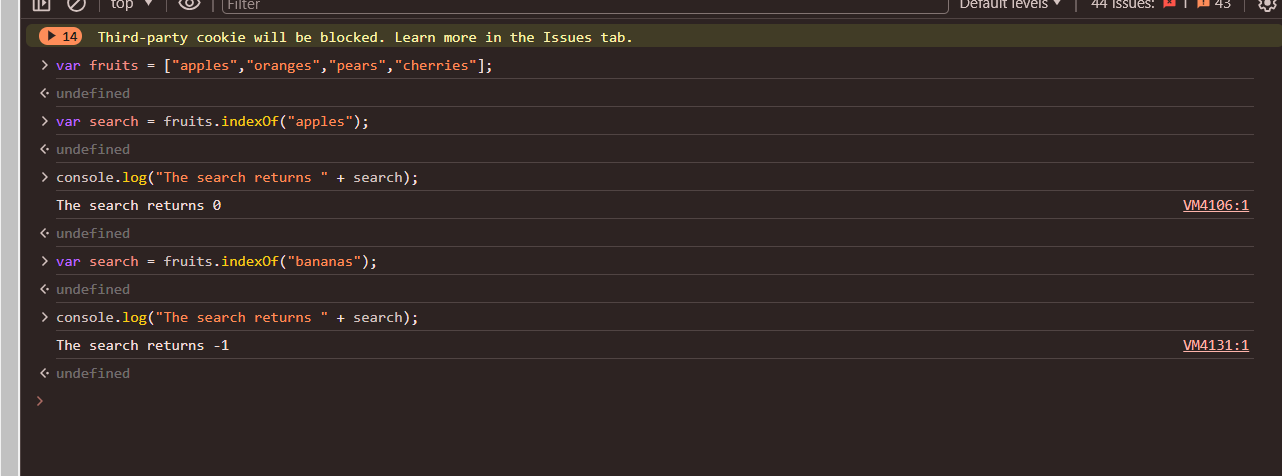 top Filter Default levels 44 Issues: 1 43
14 Third-party cookie will be blocked. Learn more in the Issues tab.
> var fruits = ["apples","oranges","pears","cherries"];
undefined
> var search = fruits.indexOf("apples");
undefined
> console.log("The search returns " + search);
The search returns 0 VM4106:1
undefined
> var search = fruits.indexOf("bananas");
undefined
> console.log("The search returns " + search);
The search returns -1 VM4131:1
undefined
>